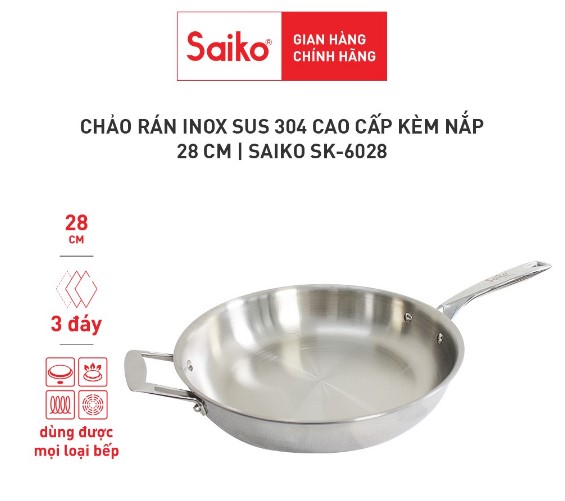 Saiko®
GIAN HÀNG
CHÍNH HÃNG
CHẢO RÁN INOX SUS 304 CAO CẤP KÈM NẮP
28 CM | SAIKO SK-6028
28
CM
3 đáy
dùng được
mọi loại bếp
Saiko